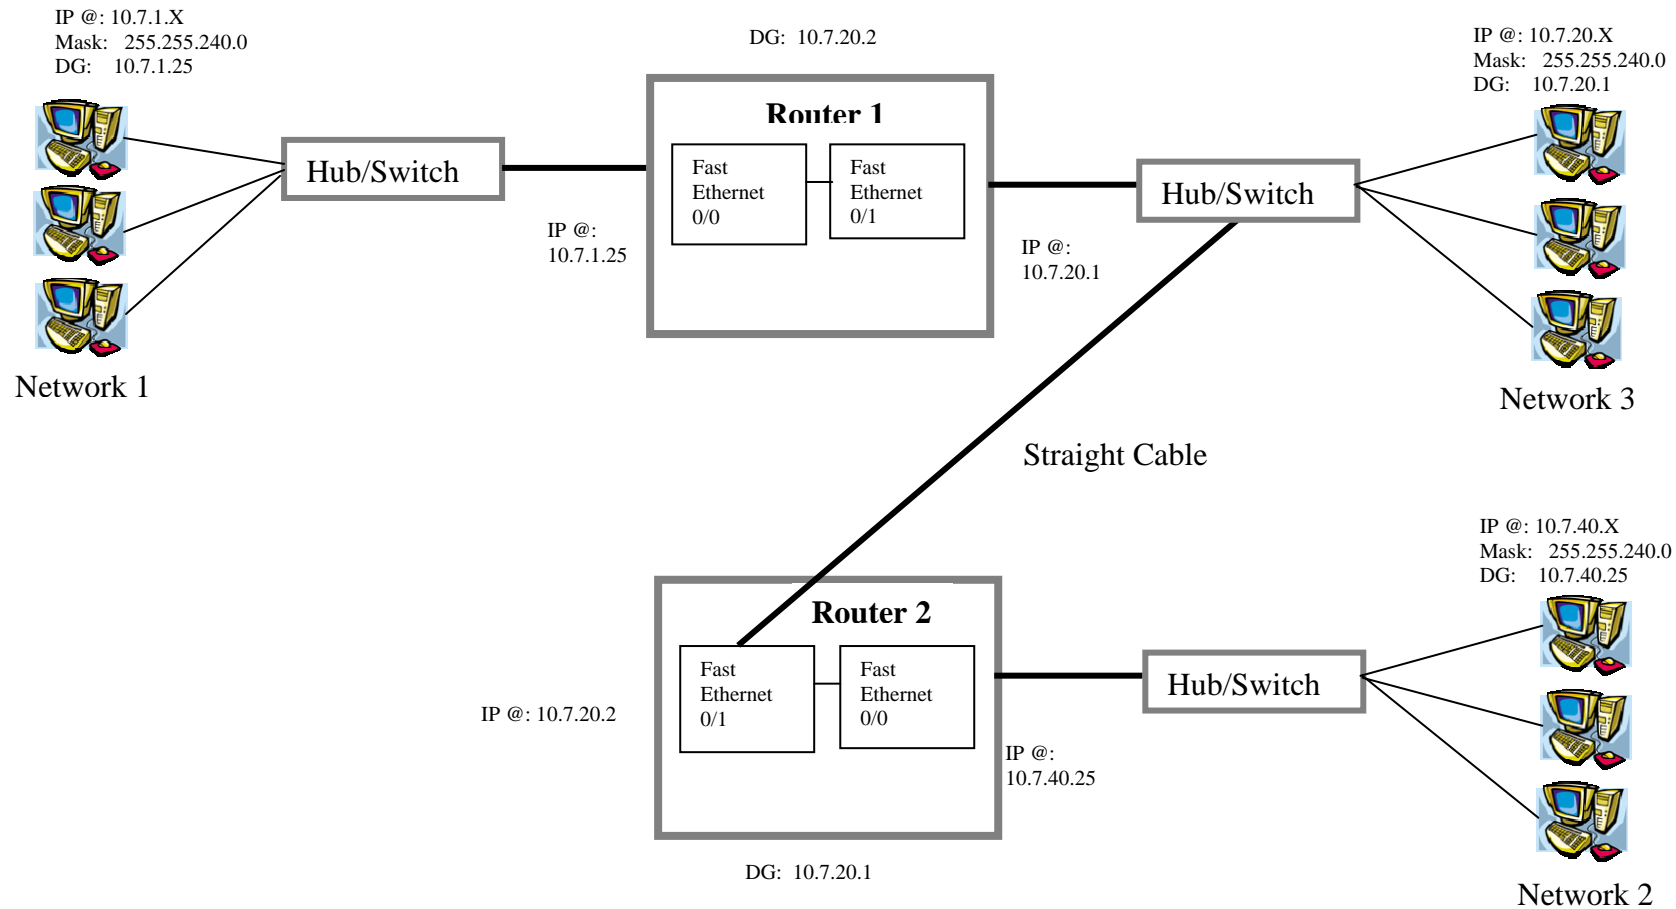 IP @: 10.7.1.X
Mask: 255.255.240.0
DG: 10.7.1.25
Network 1
Hub/Switch
IP @:
10.7.1.25
DG: 10.7.20.2
Router 1
Fast
Ethernet
0/0
Fast
Ethernet
0/1
IP @:
10.7.20.1
Hub/Switch
IP @: 10.7.20.X
Mask: 255.255.240.0
DG: 10.7.20.1
Network 3
Straight Cable
IP @: 10.7.20.2
Router 2
Fast
Ethernet
0/1
Fast
Ethernet
0/0
IP @:
10.7.40.25
DG: 10.7.20.1
Hub/Switch
IP @: 10.7.40.X
Mask: 255.255.240.0
DG: 10.7.40.25
Network 2